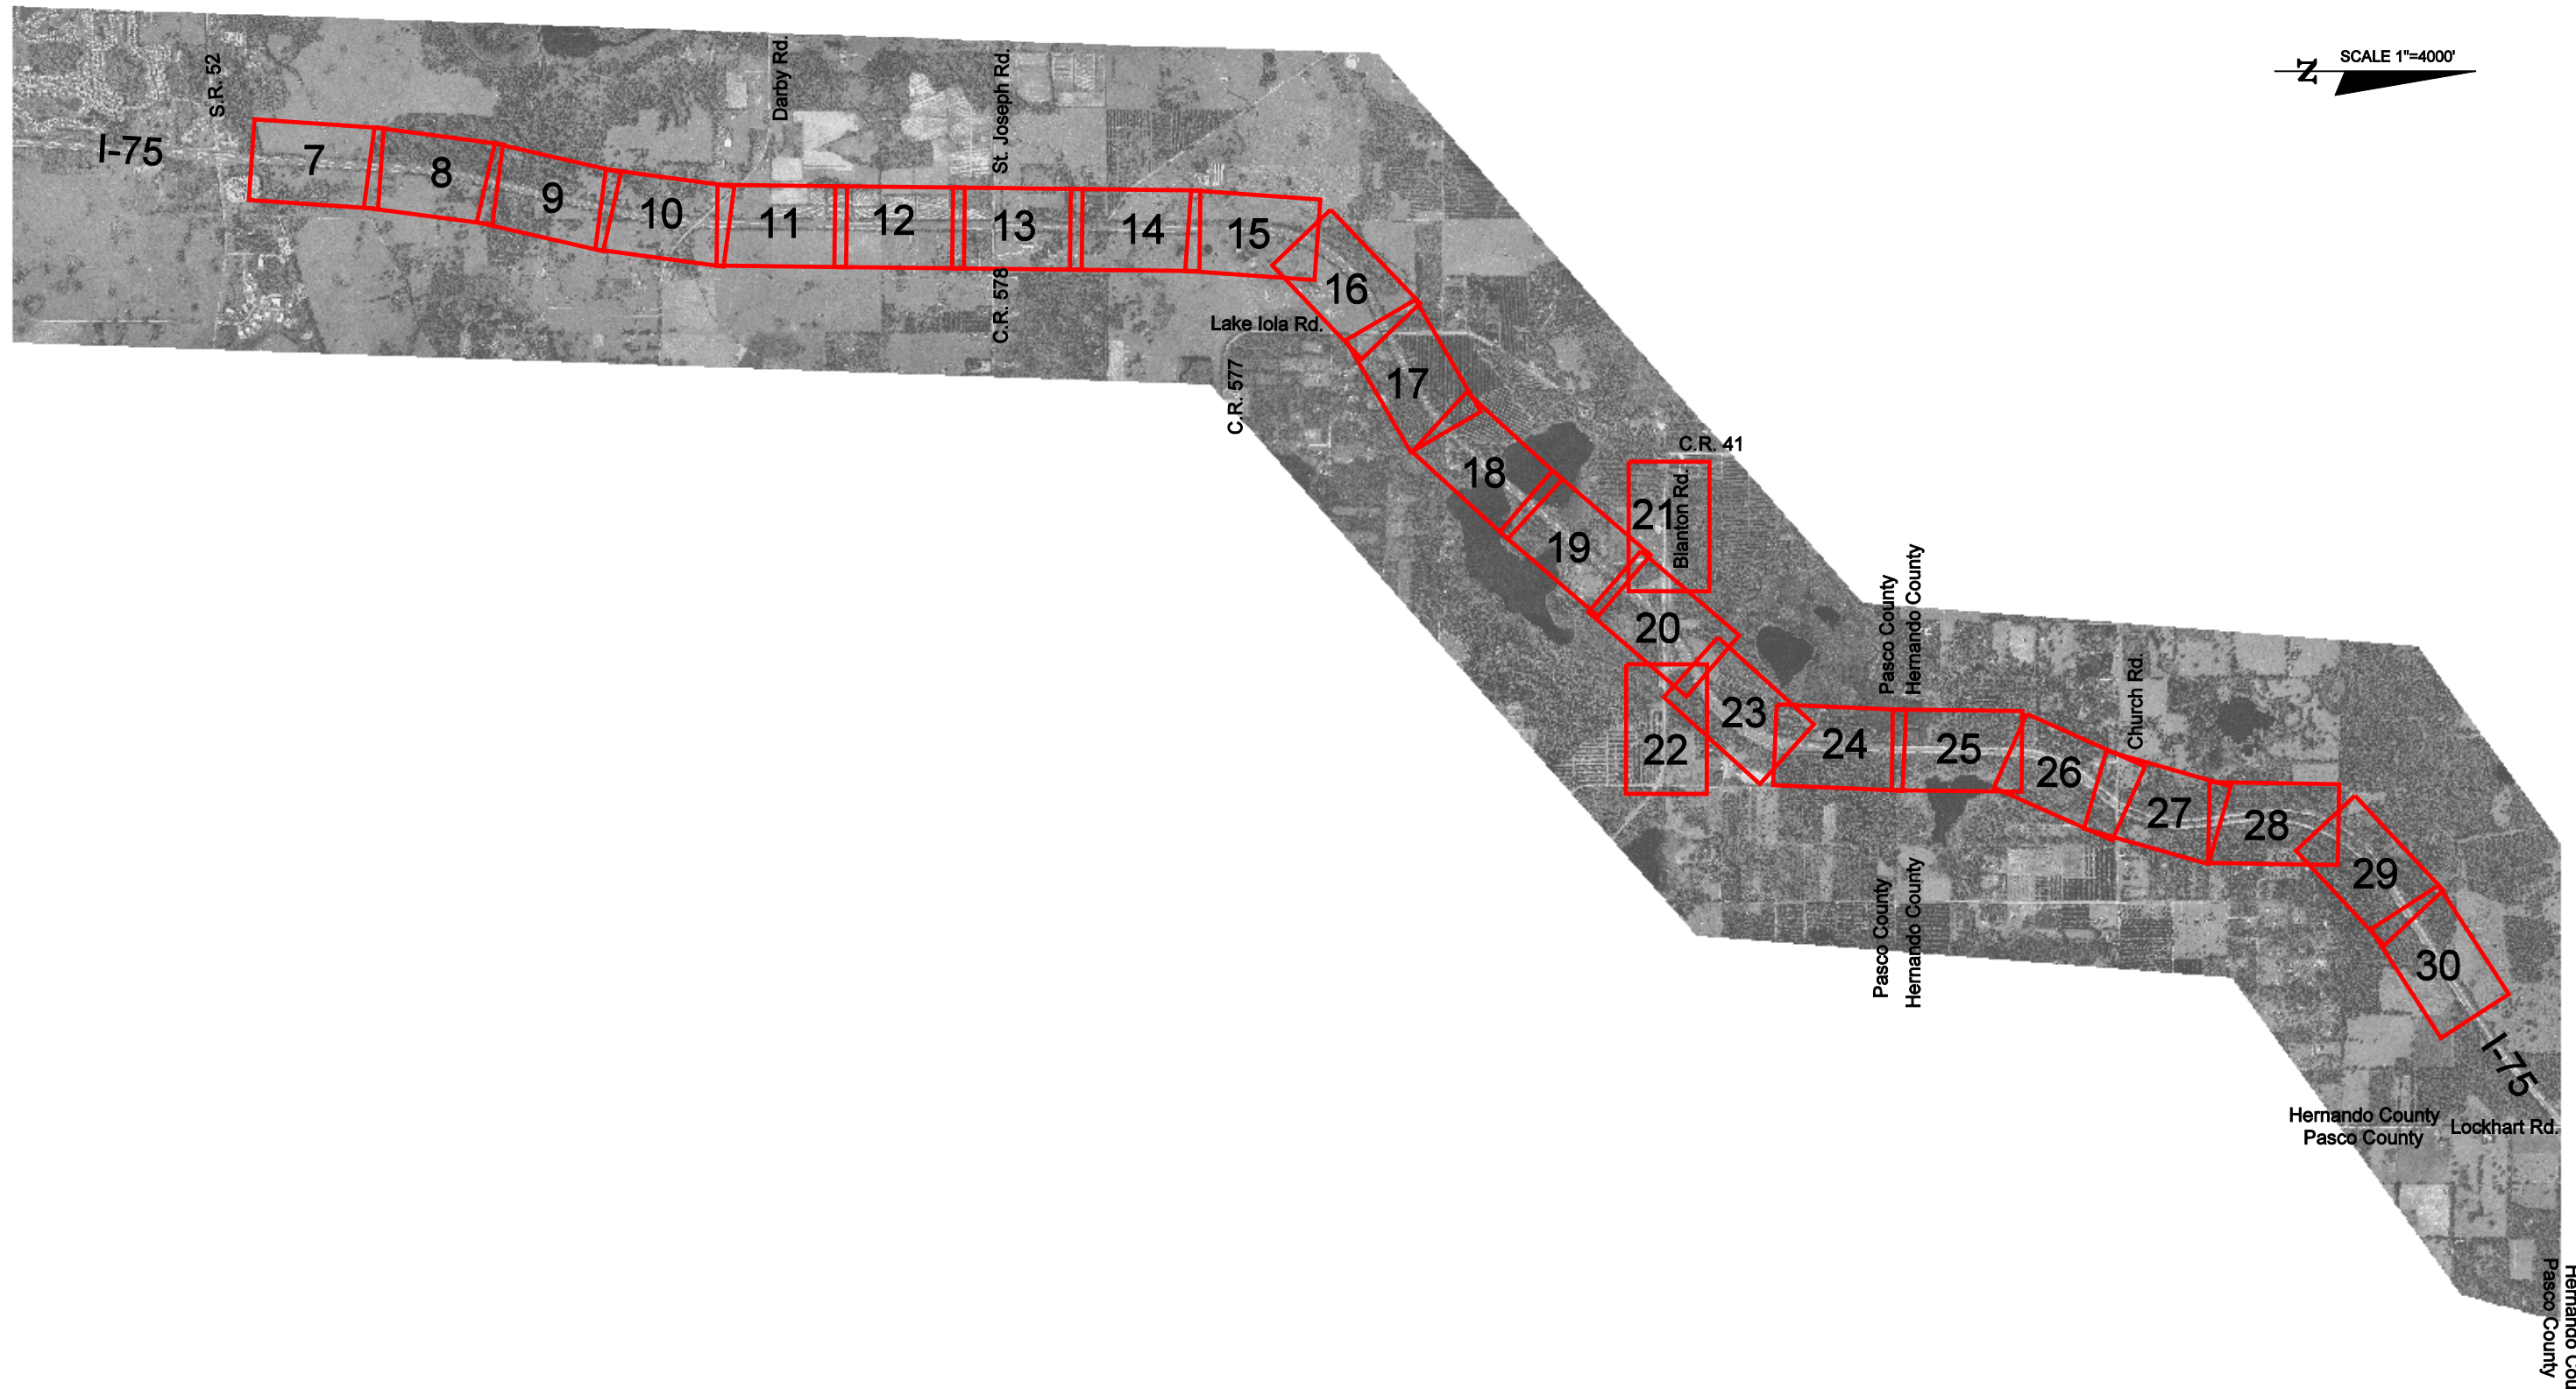 SCALE 1"=4000'
N
S.R. 52
I-75
Darby Rd.
St. Joseph Rd.
C.R. 578
7
8
9
10
11
12
13
14
15
16
Lake Iola Rd.
C.R. 577
17
18
19
C.R. 41
Blanton Rd.
21
20
22
23
Pasco County
Hernando County
24
25
26
Church Rd.
27
28
Pasco County
Hernando County
29
30
I-75
Hernando County
Pasco County
Lockhart Rd.
Pasco County
Hernando Cou